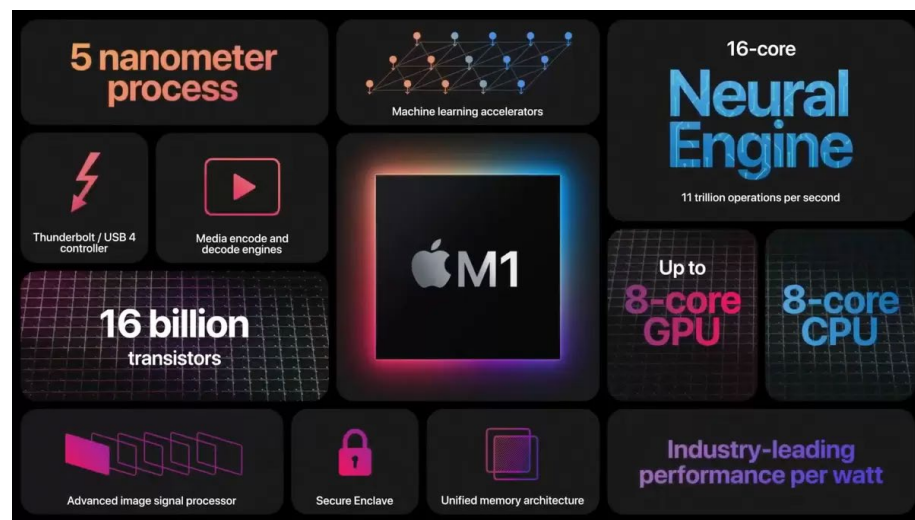 5 nanometer
process
Machine learning accelerators
16-core
Neural
Engine
11 trillion operations per second
Thunderbolt / USB 4
controller
Media encode and
decode engines
M1
Up to
8-core
GPU
8-core
CPU
16 billion
transistors
Advanced image signal processor
Secure Enclave
Unified memory architecture
Industry-leading
performance per watt